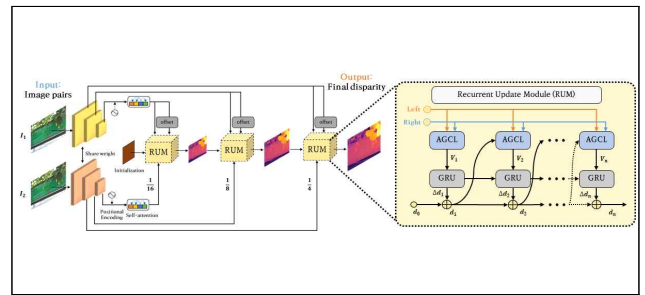 Input:
Image pairs
I1
Share weight
I2
Positional
Encoding
Self-attention
Initialization
offset
RUM
1/16
offset
RUM
1/8
offset
RUM
1/4
Output:
Final disparity
Recurrent Update Module (RUM)
Left
Right
AGCL
AGCL
AGCL
V1
V2
Vn
GRU
GRU
GRU
Δd1
Δd2
Δdn
d0
d1
d2
dn